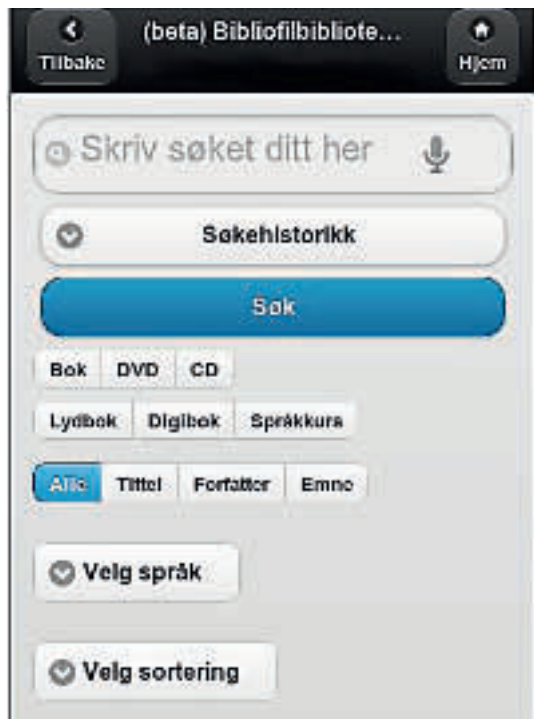 (beta) Bibliofilbibliote...
Tilbake
Hjem
Skriv søket ditt her
Søkehistorikk
Søk
Bok DVD CD
Lydbok Digibok Språkkurs
Alle Tittel Forfatter Emne
Velg språk
Velg sortering